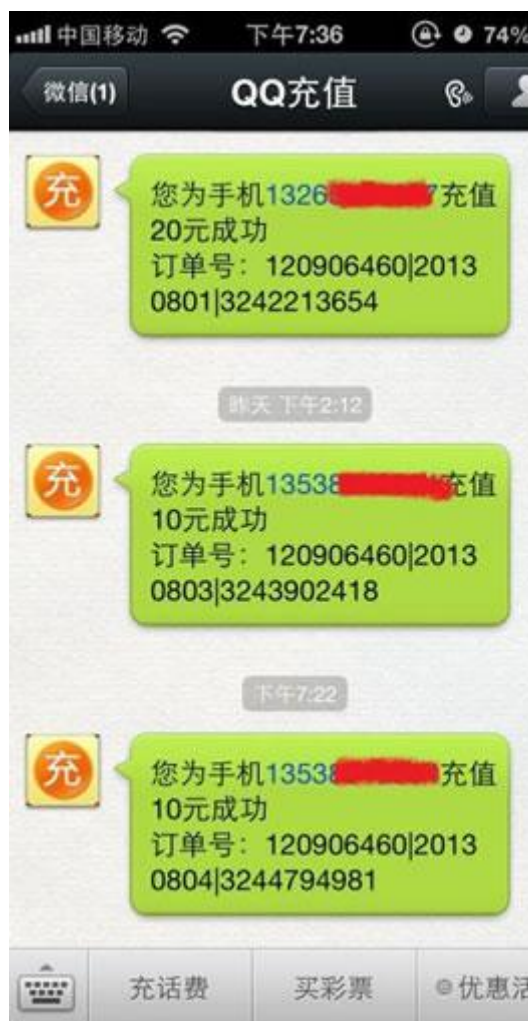 中国移动 下午7:36 74%
微信(1) QQ充值
充
您为手机1326 7充值
20元成功
订单号：120906460|2013
0801|3242213654
昨天 下午2:12
充
您为手机13538 充值
10元成功
订单号：120906460|2013
0803|3243902418
下午7:22
充
您为手机1353 充值
10元成功
订单号：120906460|2013
0804|3244794981
充话费 买彩票 优惠活